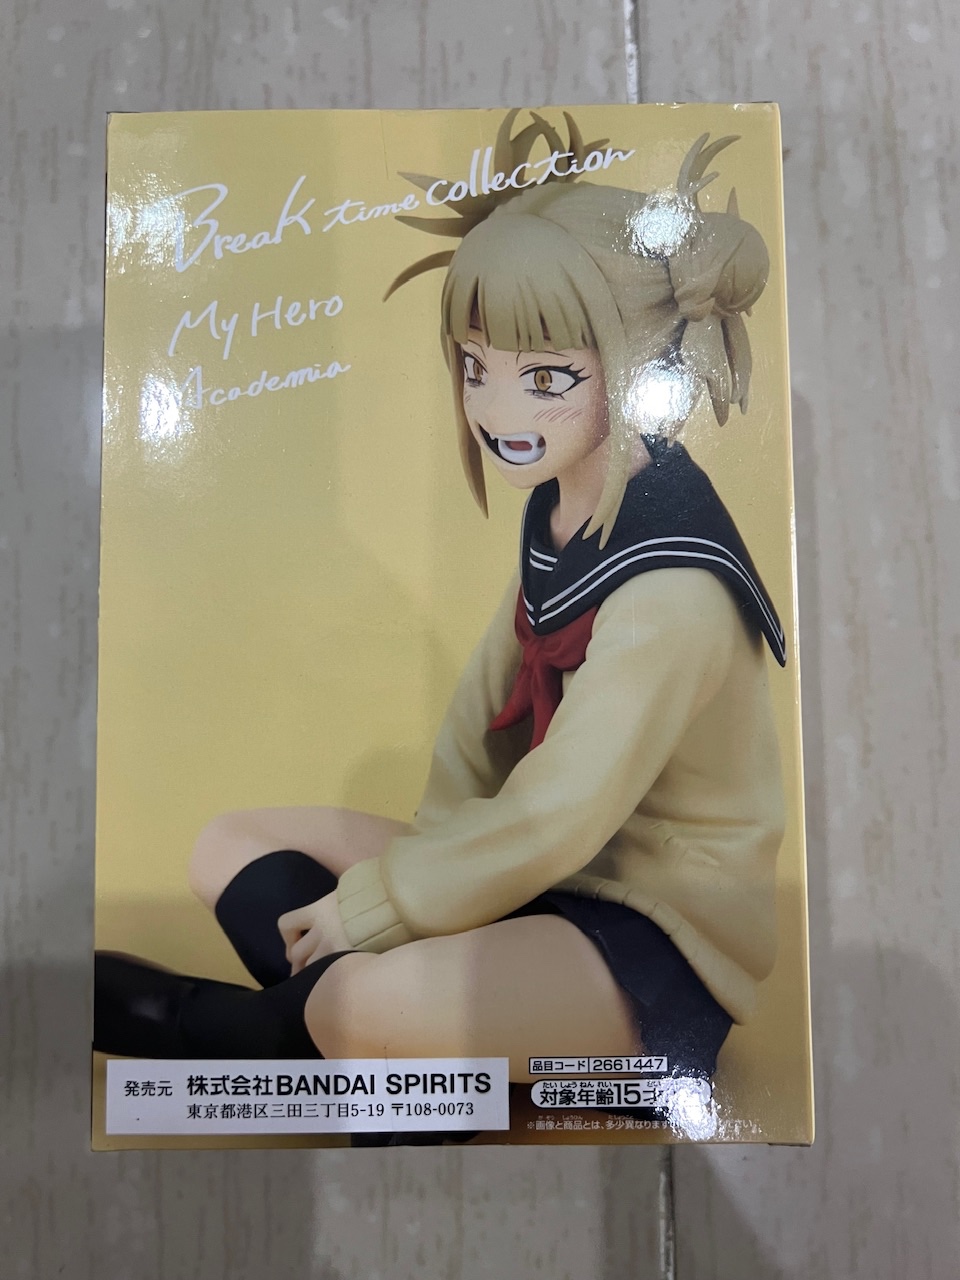 Break time collection
My Hero
Academia
品目コード 2661447
発売元 株式会社BANDAI SPIRITS
東京都港区三田三丁目5-19 〒108-0073
たい しょう ねん れい
対象年齢15
※画像と商品とは、多少異なります